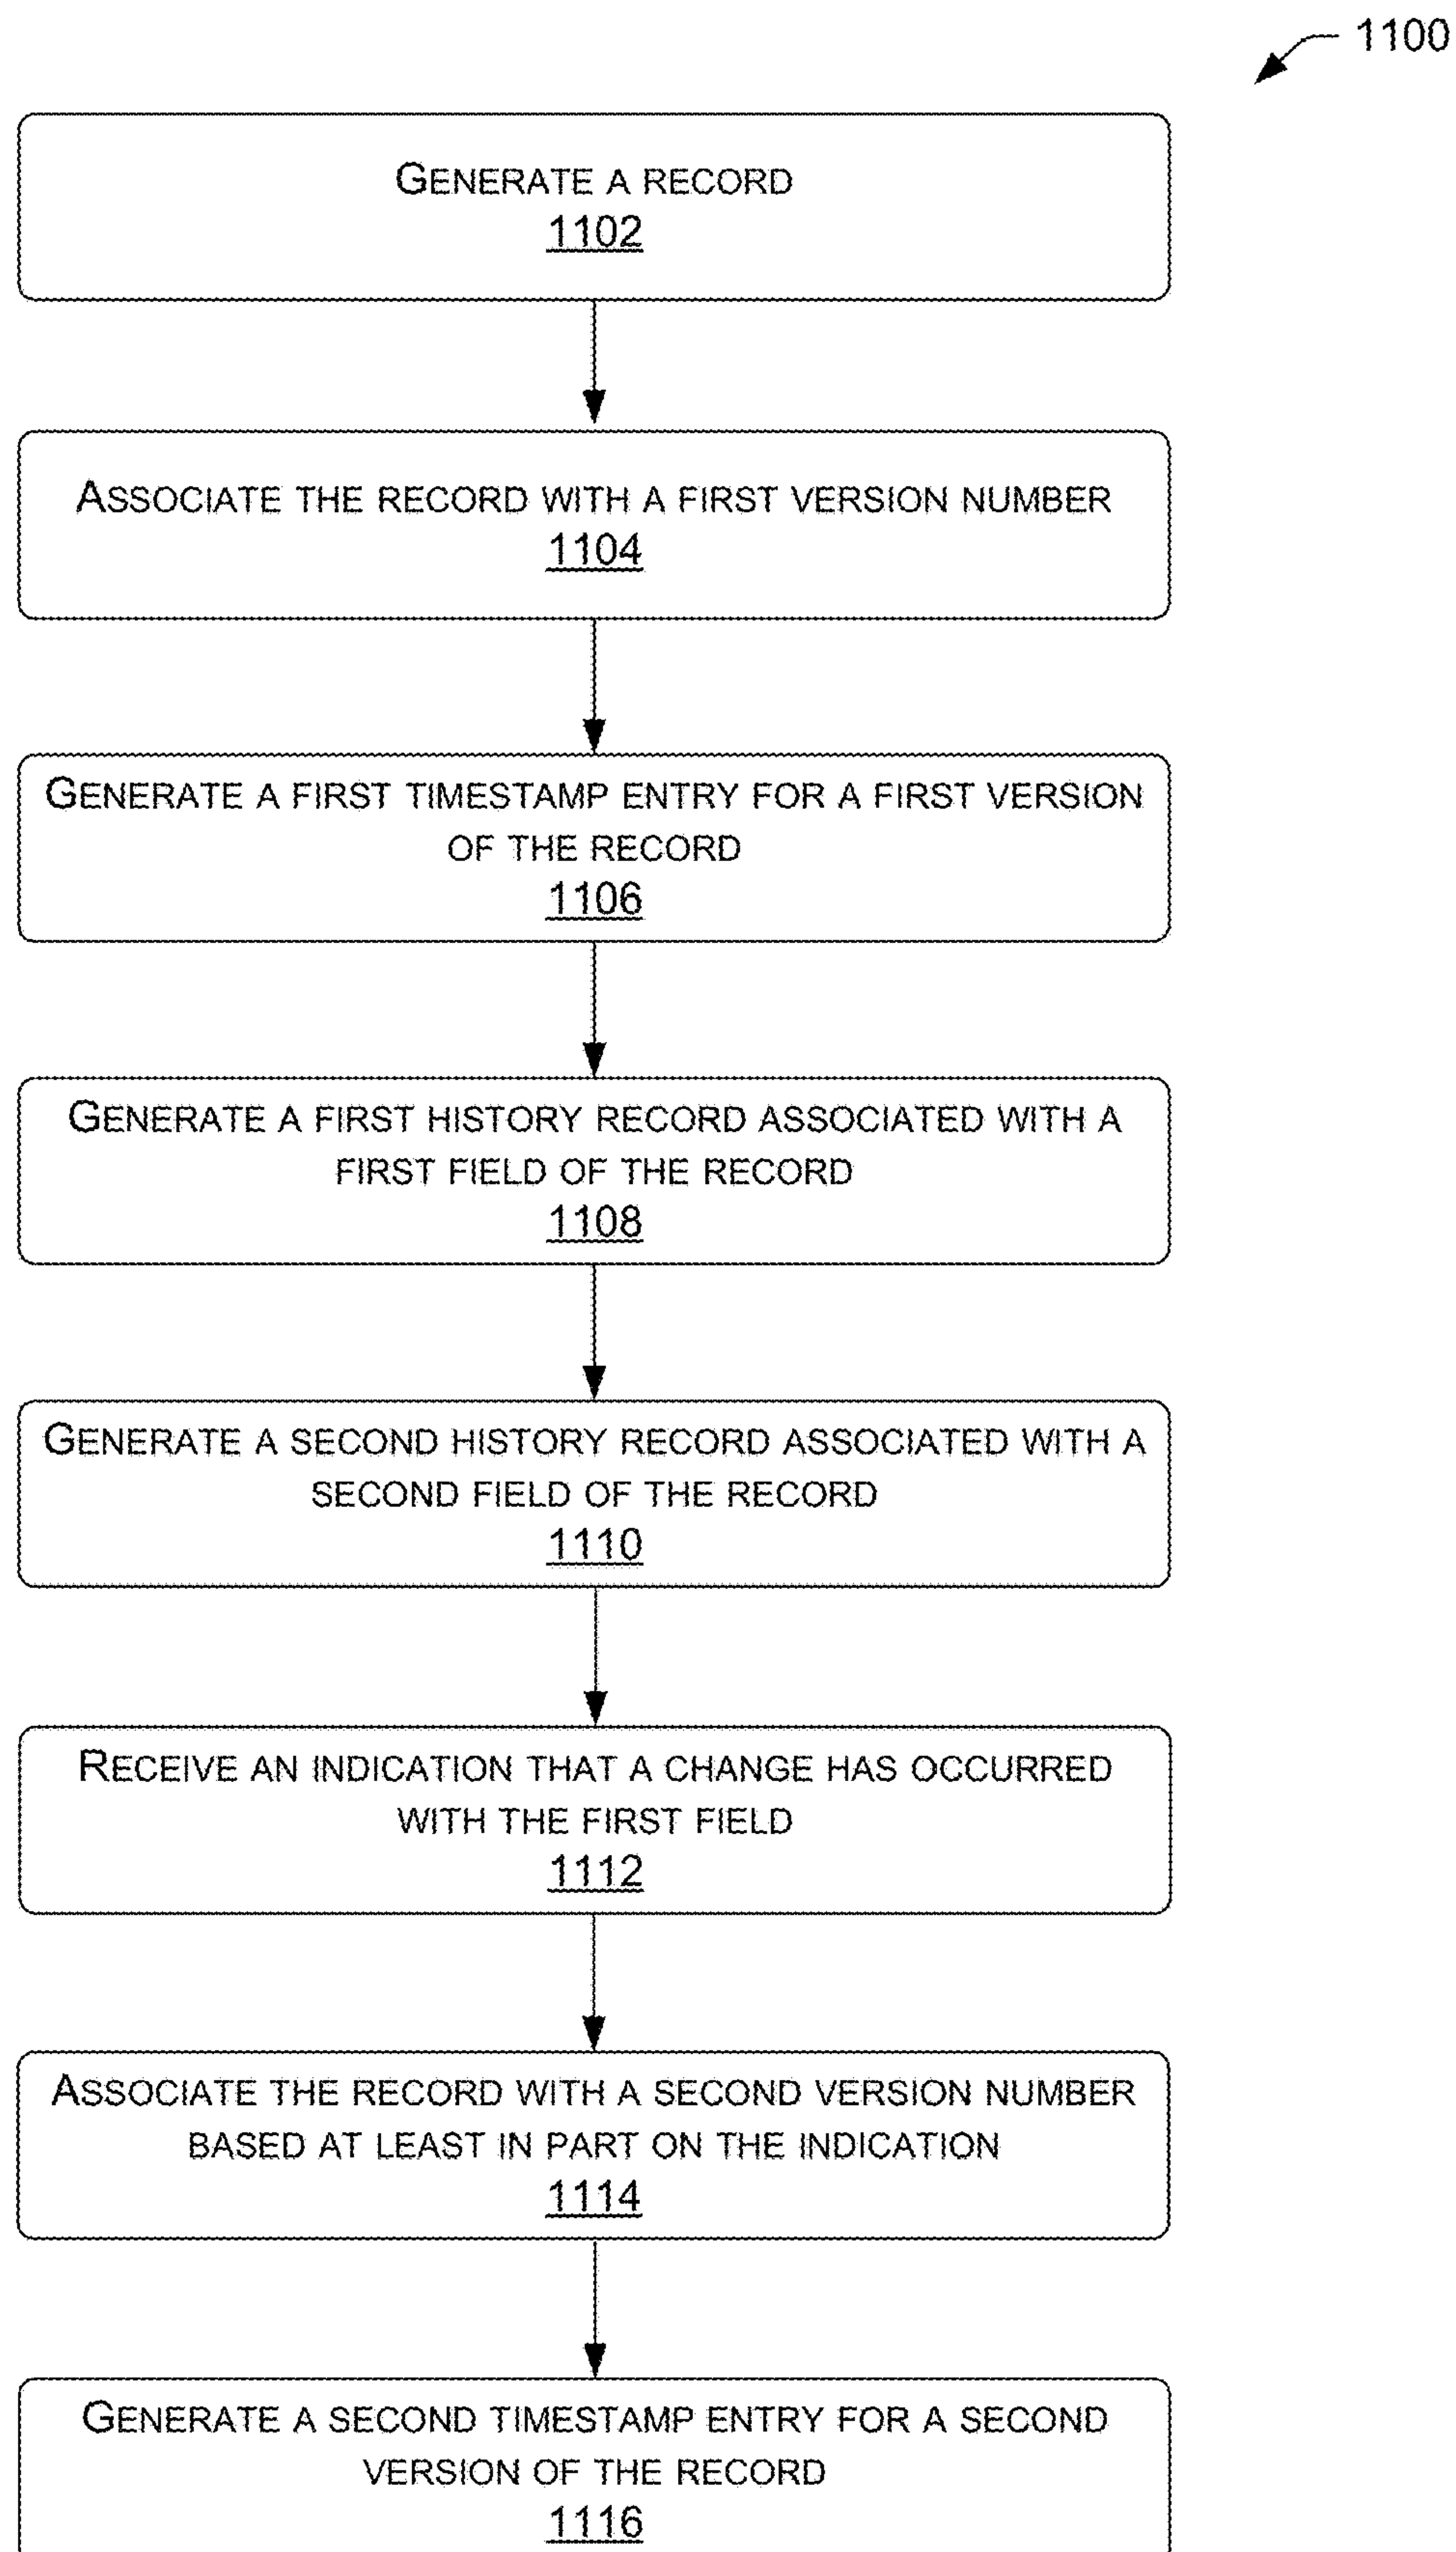 1100
GENERATE A RECORD
1102
ASSOCIATE THE RECORD WITH A FIRST VERSION NUMBER
1104
GENERATE A FIRST TIMESTAMP ENTRY FOR A FIRST VERSION
OF THE RECORD
1106
GENERATE A FIRST HISTORY RECORD ASSOCIATED WITH A
FIRST FIELD OF THE RECORD
1108
GENERATE A SECOND HISTORY RECORD ASSOCIATED WITH A
SECOND FIELD OF THE RECORD
1110
RECEIVE AN INDICATION THAT A CHANGE HAS OCCURRED
WITH THE FIRST FIELD
1112
ASSOCIATE THE RECORD WITH A SECOND VERSION NUMBER
BASED AT LEAST IN PART ON THE INDICATION
1114
GENERATE A SECOND TIMESTAMP ENTRY FOR A SECOND
VERSION OF THE RECORD
1116